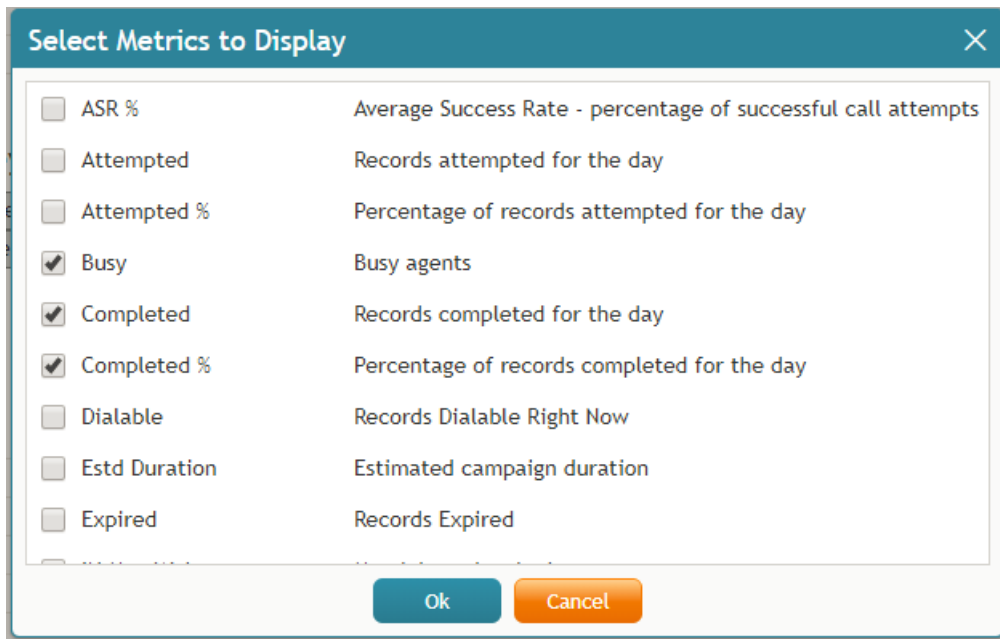 Select Metrics to Display
ASR % Average Success Rate - percentage of successful call attempts
Attempted Records attempted for the day
Attempted % Percentage of records attempted for the day
Busy Busy agents
Completed Records completed for the day
Completed % Percentage of records completed for the day
Dialable Records Dialable Right Now
Estd Duration Estimated campaign duration
Expired Records Expired
Ok Cancel